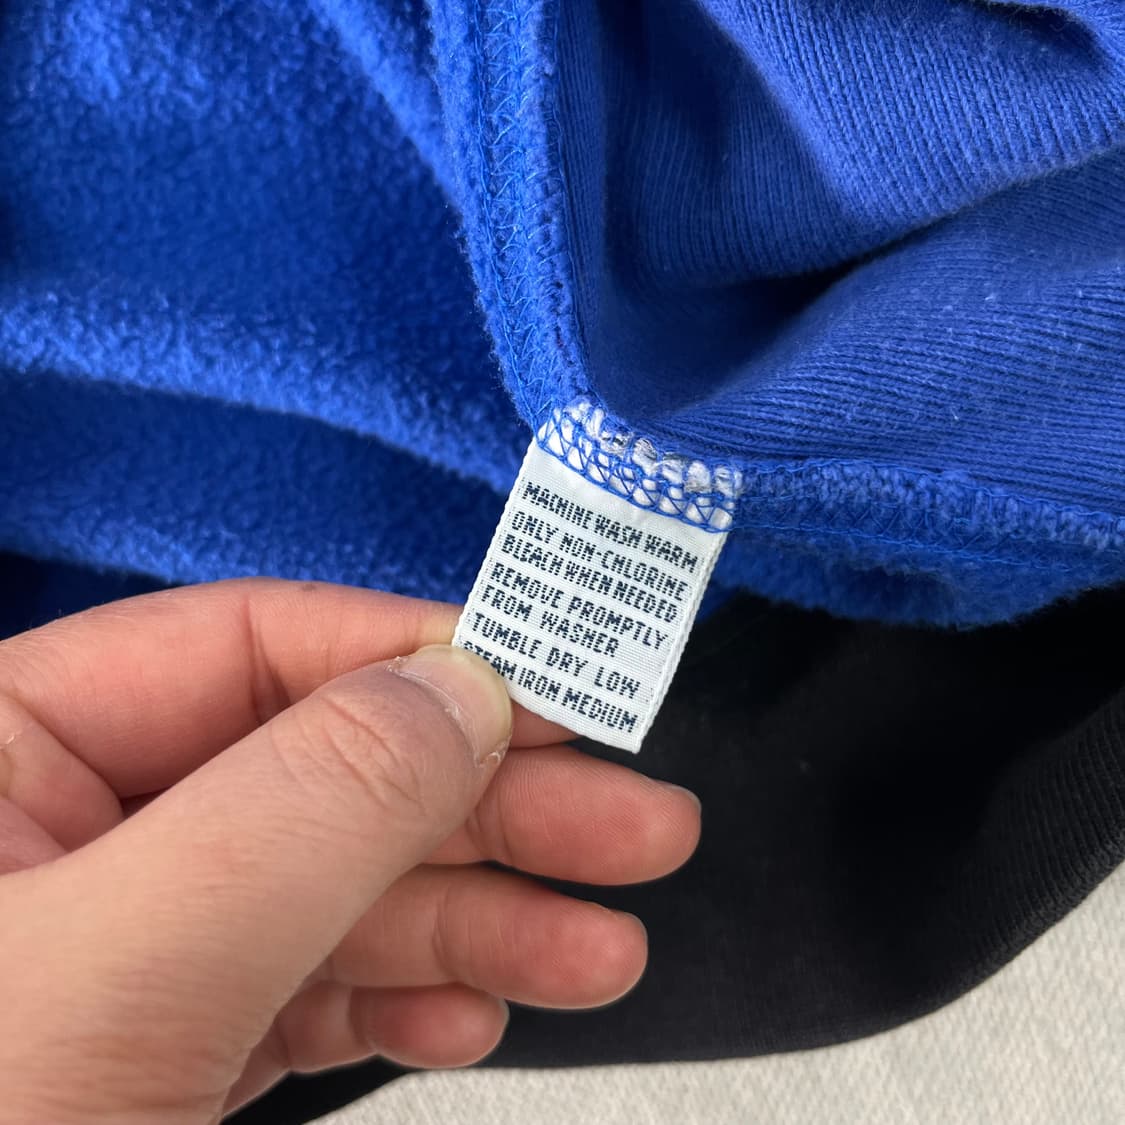 MACHINE WASH WARM
ONLY NON-CHLORINE
BLEACH WHEN NEEDED
REMOVE PROMPTLY
FROM WASHER
TUMBLE DRY LOW
STEAM IRON MEDIUM